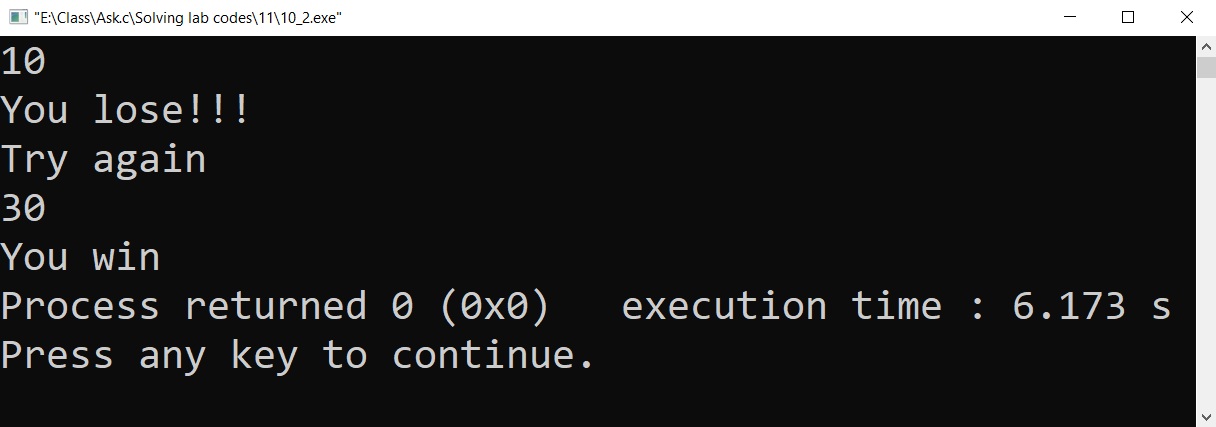 "E:\Class\Ask.c\Solving lab codes\11\10_2.exe"
10
You lose!!!
Try again
30
You win
Process returned 0 (0x0)   execution time : 6.173 s
Press any key to continue.